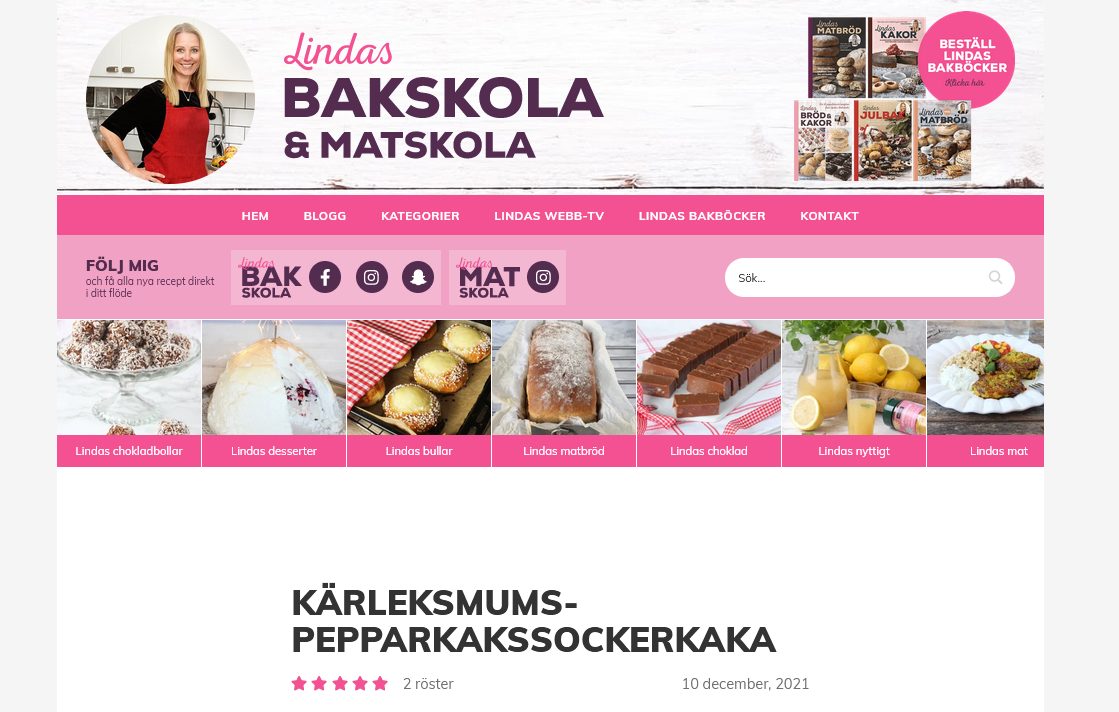 Lindas
BAKSKOLA
& MATSKOLA
Lindas
MATBRÖD
Lindas
KAKOR
BESTÄLL
LINDAS
BAKBÖCKER
Klicka här
Lindas
BRÖD &
KAKOR
Lindas
JULBAK
Lindas
MATBRÖD
HEM BLOGG KATEGORIER LINDAS WEBB-TV LINDAS BAKBÖCKER KONTAKT
FÖLJ MIG
och få alla nya recept direkt
i ditt flöde
Lindas
BAK
SKOLA
Lindas
MAT
SKOLA
Sök...
Lindas chokladbollar Lindas desserter Lindas bullar Lindas matbröd Lindas choklad Lindas nyttigt Lindas mat
KÄRLEKSMUMS-
PEPPARKAKSSOCKERKAKA
2 röster 10 december, 2021